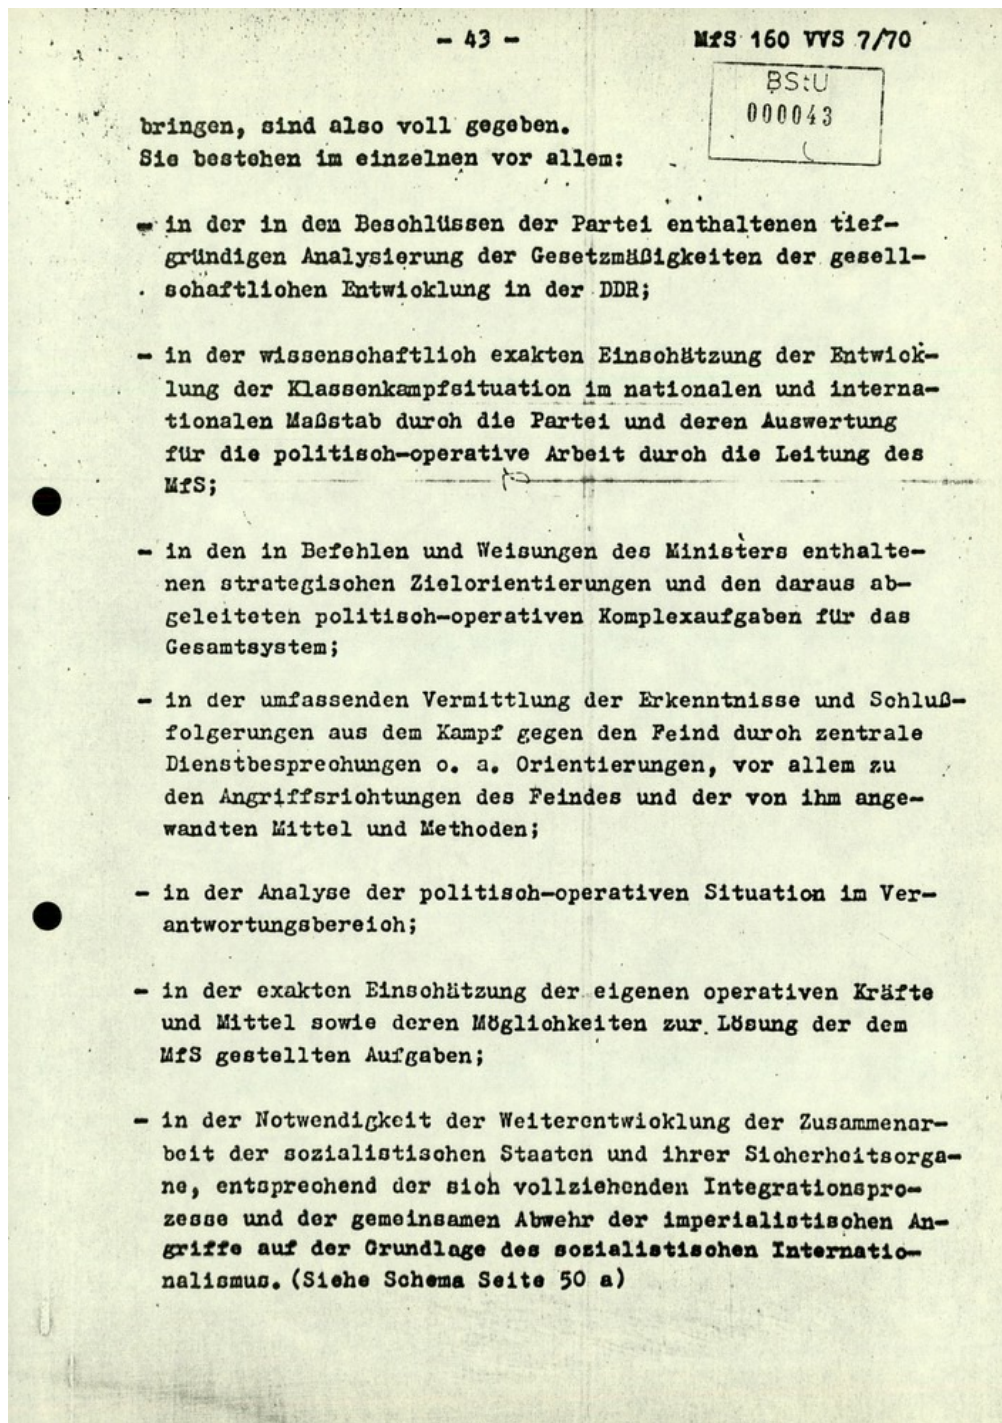 - 43 -
MfS 160 VVS 7/70
BStU
000043
bringen, sind also voll gegeben.
Sie bestehen im einzelnen vor allem:
- in der in den Beschlüssen der Partei enthaltenen tief-
gründigen Analysierung der Gesetzmäßigkeiten der gesell-
schaftlichen Entwicklung in der DDR;
- in der wissenschaftlich exakten Einschätzung der Entwick-
lung der Klassenkampfsituation im nationalen und interna-
tionalen Maßstab durch die Partei und deren Auswertung
für die politisch-operative Arbeit durch die Leitung des
MfS;
- in den in Befehlen und Weisungen des Ministers enthalte-
nen strategischen Zielorientierungen und den daraus ab-
geleiteten politisch-operativen Komplexaufgaben für das
Gesamtsystem;
- in der umfassenden Vermittlung der Erkenntnisse und Schluß-
folgerungen aus dem Kampf gegen den Feind durch zentrale
Dienstbesprechungen o. a. Orientierungen, vor allem zu
den Angriffsrichtungen des Feindes und der von ihm ange-
wandten Mittel und Methoden;
- in der Analyse der politisch-operativen Situation im Ver-
antwortungsbereich;
- in der exakten Einschätzung der eigenen operativen Kräfte
und Mittel sowie deren Möglichkeiten zur Lösung der dem
MfS gestellten Aufgaben;
- in der Notwendigkeit der Weiterentwicklung der Zusammenar-
beit der sozialistischen Staaten und ihrer Sicherheitsorga-
ne, entsprechend der sich vollziehenden Integrationspro-
zesse und der gemeinsamen Abwehr der imperialistischen An-
griffe auf der Grundlage des sozialistischen Internatio-
nalismus. (Siehe Schema Seite 50 a)